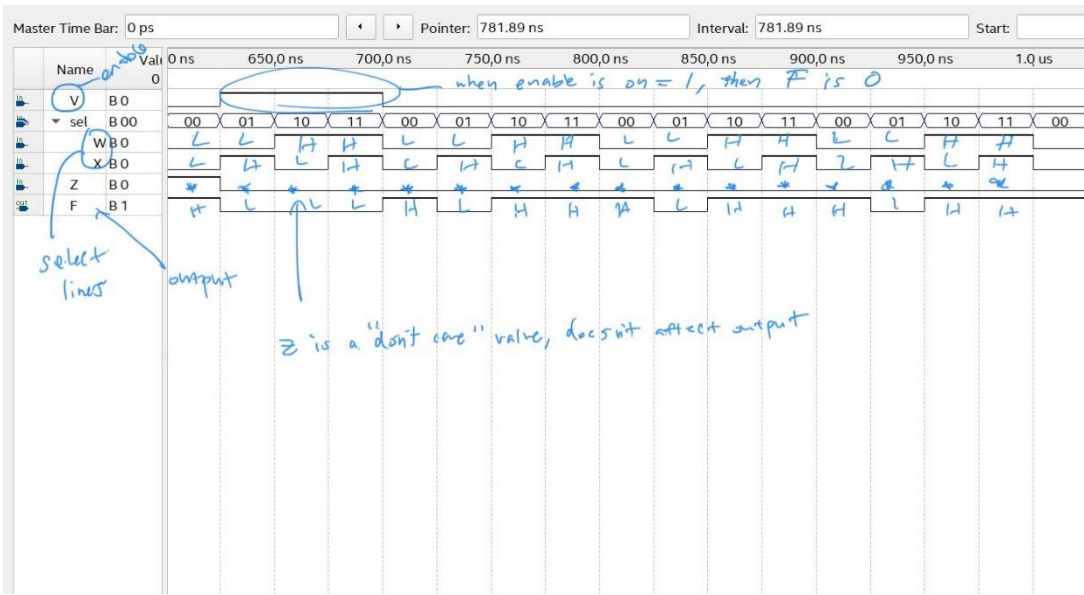 Master Time Bar: 0 ps Pointer: 781.89 ns Interval: 781.89 ns Start:
Name Val 0 ns 650,0 ns 700,0 ns 750,0 ns 800,0 ns 850,0 ns 900,0 ns 950,0 ns 1.0 us
0
enable
when enable is on = 1, then F is 0
V B 0
sel B 00 00 01 10 11 00 01 10 11 00 01 10 11 00 01 10 11 00
W B 0 L L H H L L H H L L H H L L H H
X B 0 L H L H L H L H L H L H L H L H
Z B 0 * * * * * * * * * * * * * * * *
F B 1 H L L L H L H H H L H H H L H H
select
lines
output
Z is a "don't care" value, doesn't affect output